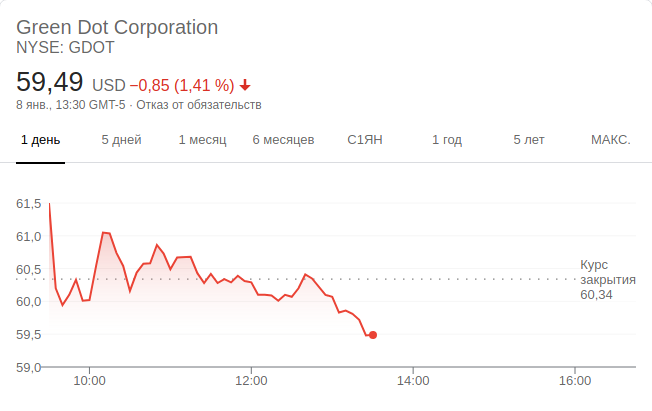 Green Dot Corporation
NYSE: GDOT
59,49 USD −0,85 (1,41 %)
8 янв., 13:30 GMT-5 · Отказ от обязательств
1 день 5 дней 1 месяц 6 месяцев С1ЯН 1 год 5 лет МАКС.
61,5
61,0
60,5
60,0
59,5
59,0
Курс
закрытия
60,34
10:00 12:00 14:00 16:00